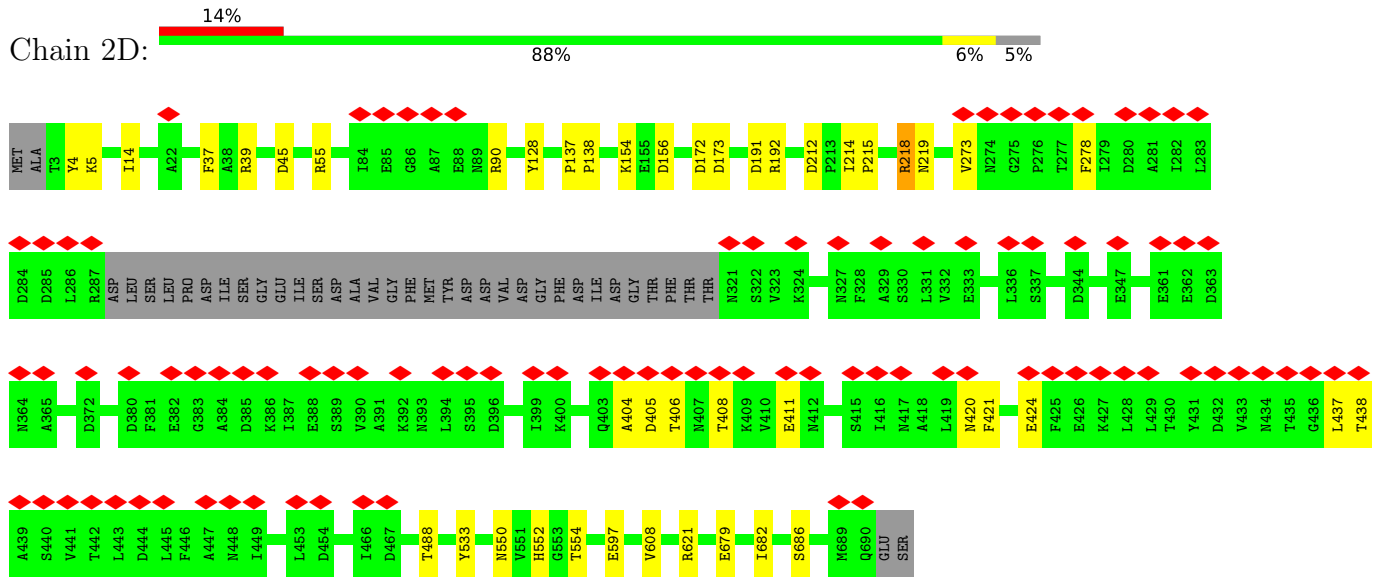 14%
Chain 2D:
88% 6% 5%
MET ALA T3 Y4 K5 I14 A22 F37 A38 R39 D45 R55 I84 E85 G86 A87 E88 N89 R90 Y128 P137 P138 K154 E155 D156 D172 D173 D191 R192 D212 P213 I214 P215 R218 N219 V273 N274 G275 P276 T277 F278 I279 D280 A281 I282 L283
D284 D285 L286 R287 ASP LEU SER LEU PRO ASP ILE SER GLY GLU ILE SER ASP ALA VAL GLY PHE MET TYR ASP ASP VAL ASP GLY PHE ASP ILE ASP GLY THR PHE THR THR N321 S322 V323 K324 N327 F328 A329 S330 L331 V332 E333 L336 S337 D344 E347 E361 E362 D363
N364 A365 D372 D380 F381 E382 G383 A384 D385 K386 I387 E388 S389 V390 A391 K392 N393 L394 S395 D396 I399 K400 Q403 A404 D405 T406 N407 T408 K409 V410 E411 N412 S415 I416 N417 A418 L419 N420 F421 E424 F425 E426 K427 L428 L429 T430 Y431 D432 V433 N434 T435 G436 L437 T438
A439 S440 V441 T442 L443 D444 L445 F446 A447 N448 I449 L453 D454 I466 D467 T488 Y533 N550 V551 H552 G553 T554 E597 V608 R621 E679 I682 S686 M689 Q690 GLU SER